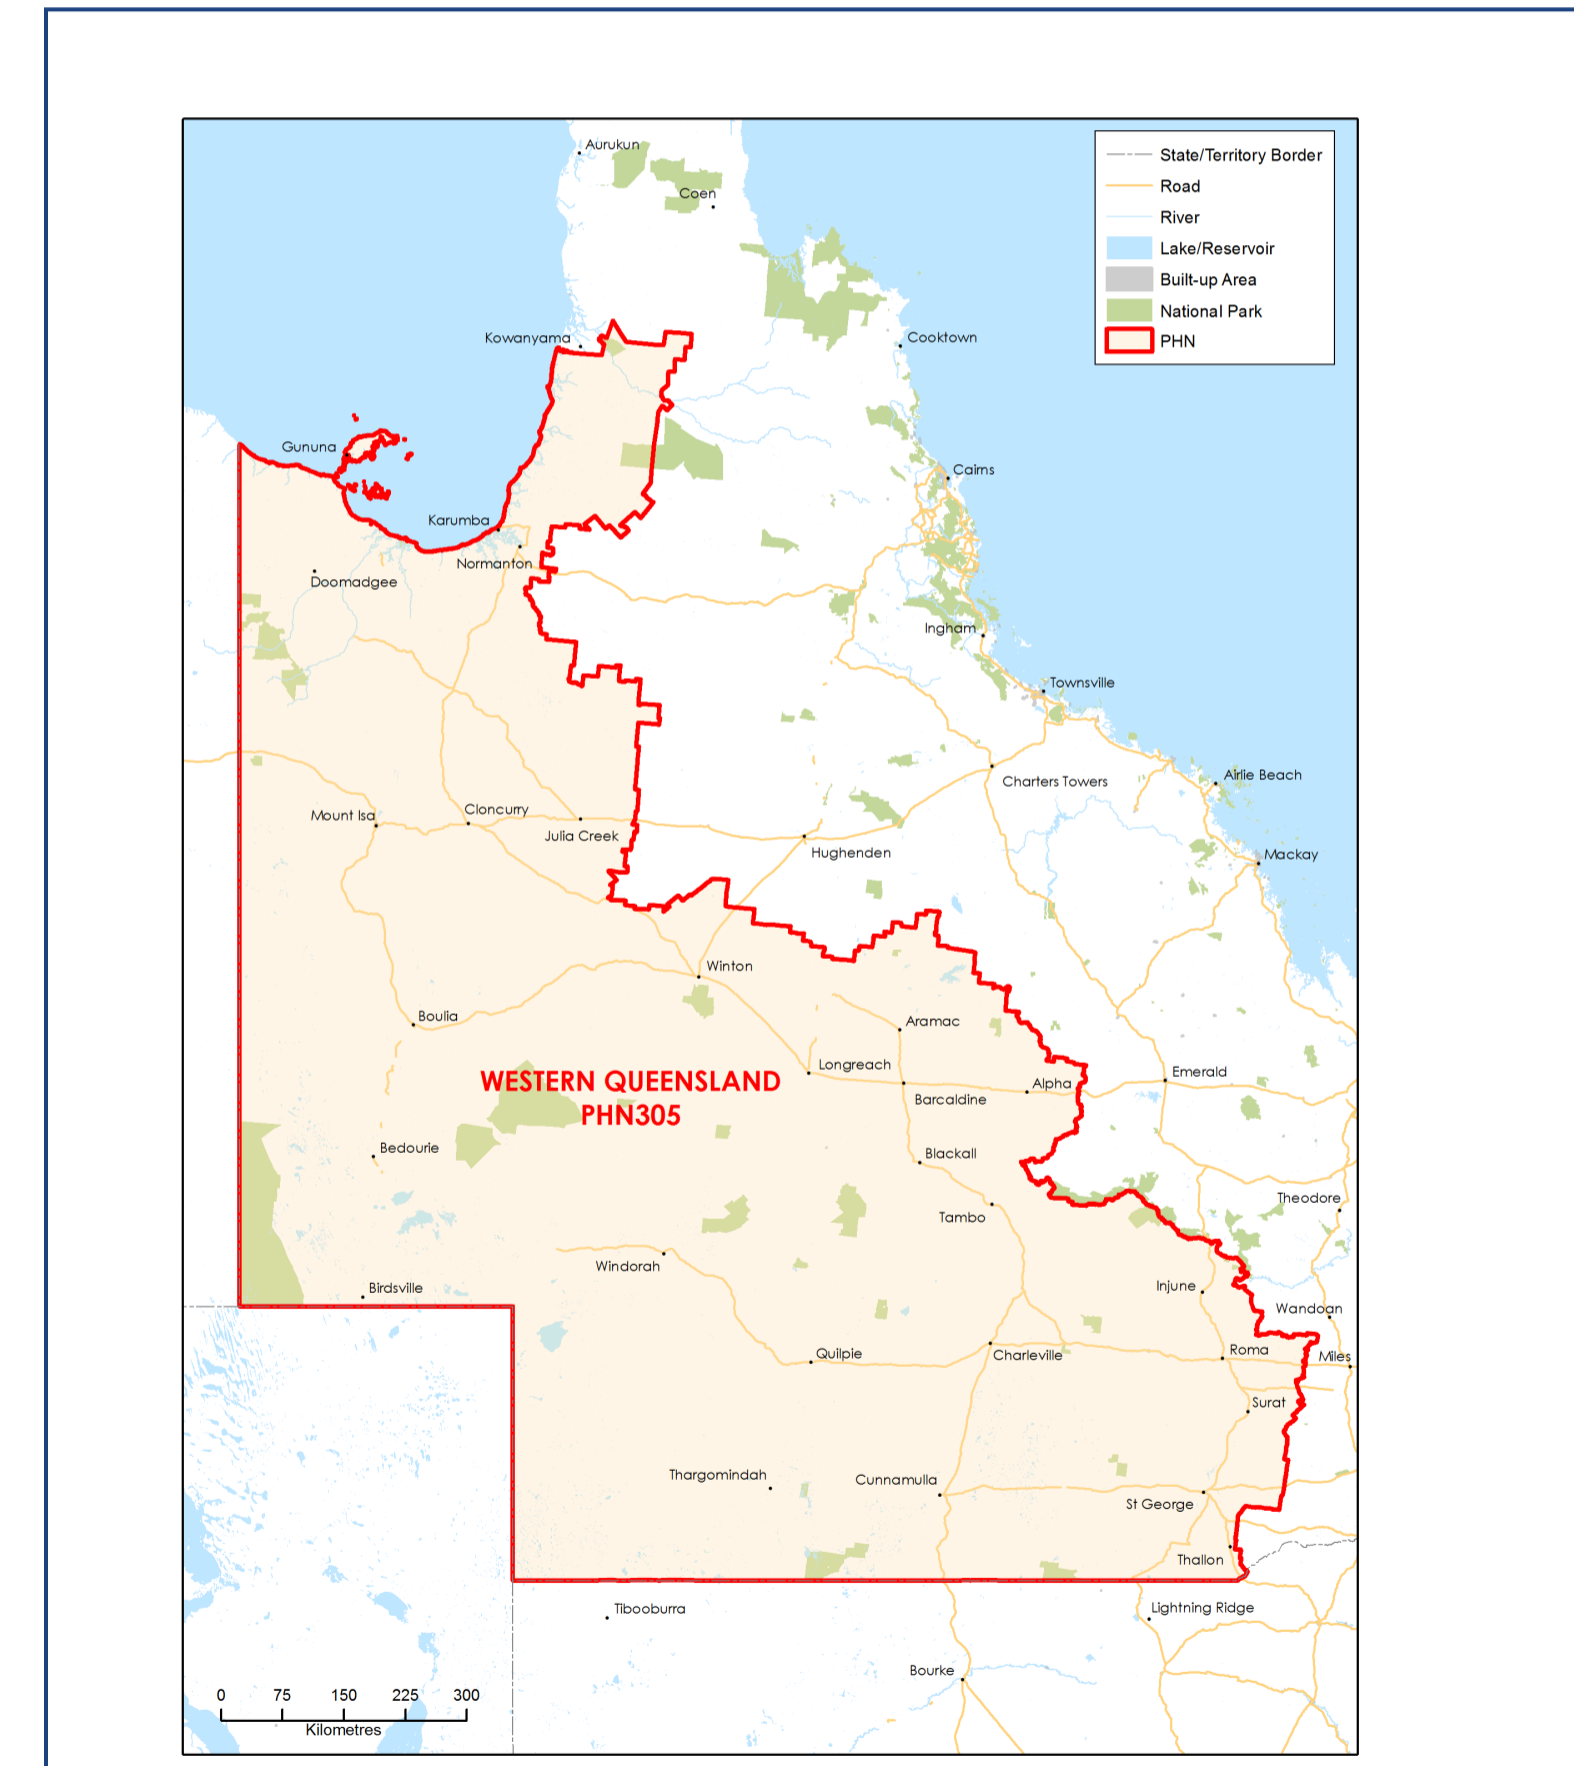 Aurukun
State/Territory Border
Road
Coen
River
Lake/Reservoir
Built-up Area
National Park
PHN
Kowanyama
Cooktown
Gununa
Cairns
Karumba
Normanton
Doomadgee
Ingham
Townsville
Airlie Beach
Charters Towers
Mount Isa
Cloncurry
Julia Creek
Hughenden
Mackay
Winton
Boulia
Aramac
Longreach
Emerald
WESTERN QUEENSLAND
PHN305
Alpha
Barcaldine
Bedourie
Blackall
Theodore
Tambo
Windorah
Birdsville
Injune
Wandoan
Quilpie
Charleville
Roma
Miles
Surat
Thargomindah
Cunnamulla
St George
Thallon
Tibooburra
Lightning Ridge
Bourke
0 75 150 225 300
Kilometres